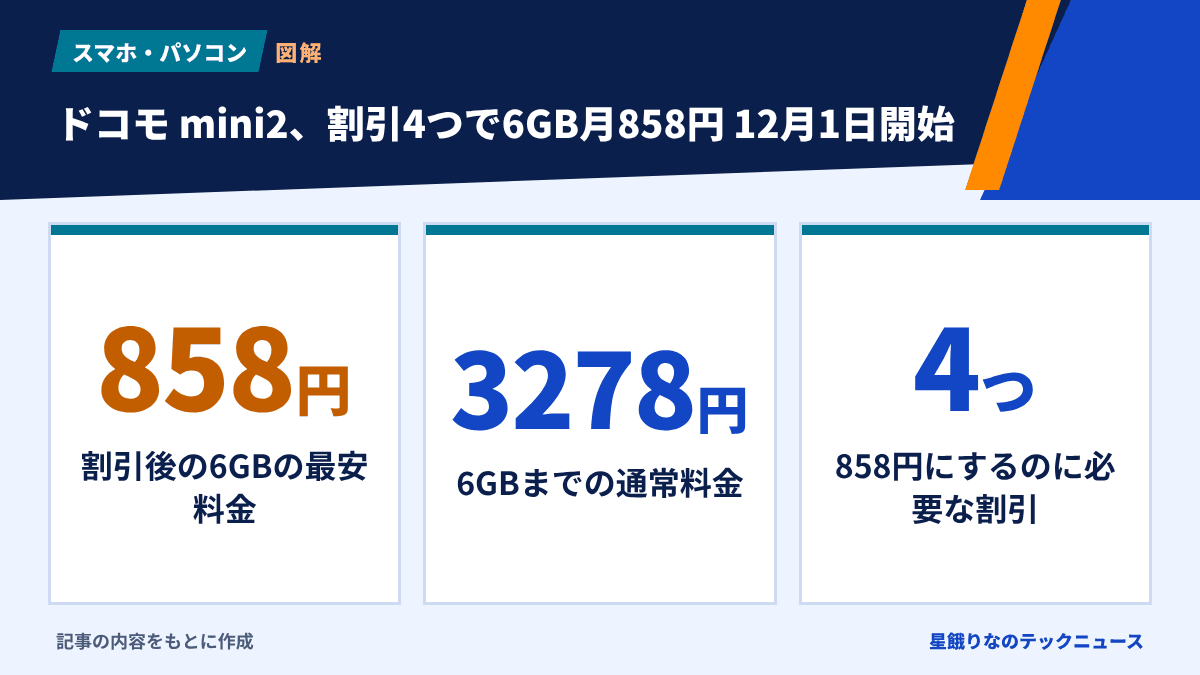 スマホ・パソコン 図解
ドコモ mini2、割引4つで6GB月858円 12月1日開始
858円
割引後の6GBの最安
料金
3278円
6GBまでの通常料金
4つ
858円にするのに必
要な割引
記事の内容をもとに作成
星餓りなのテックニュース